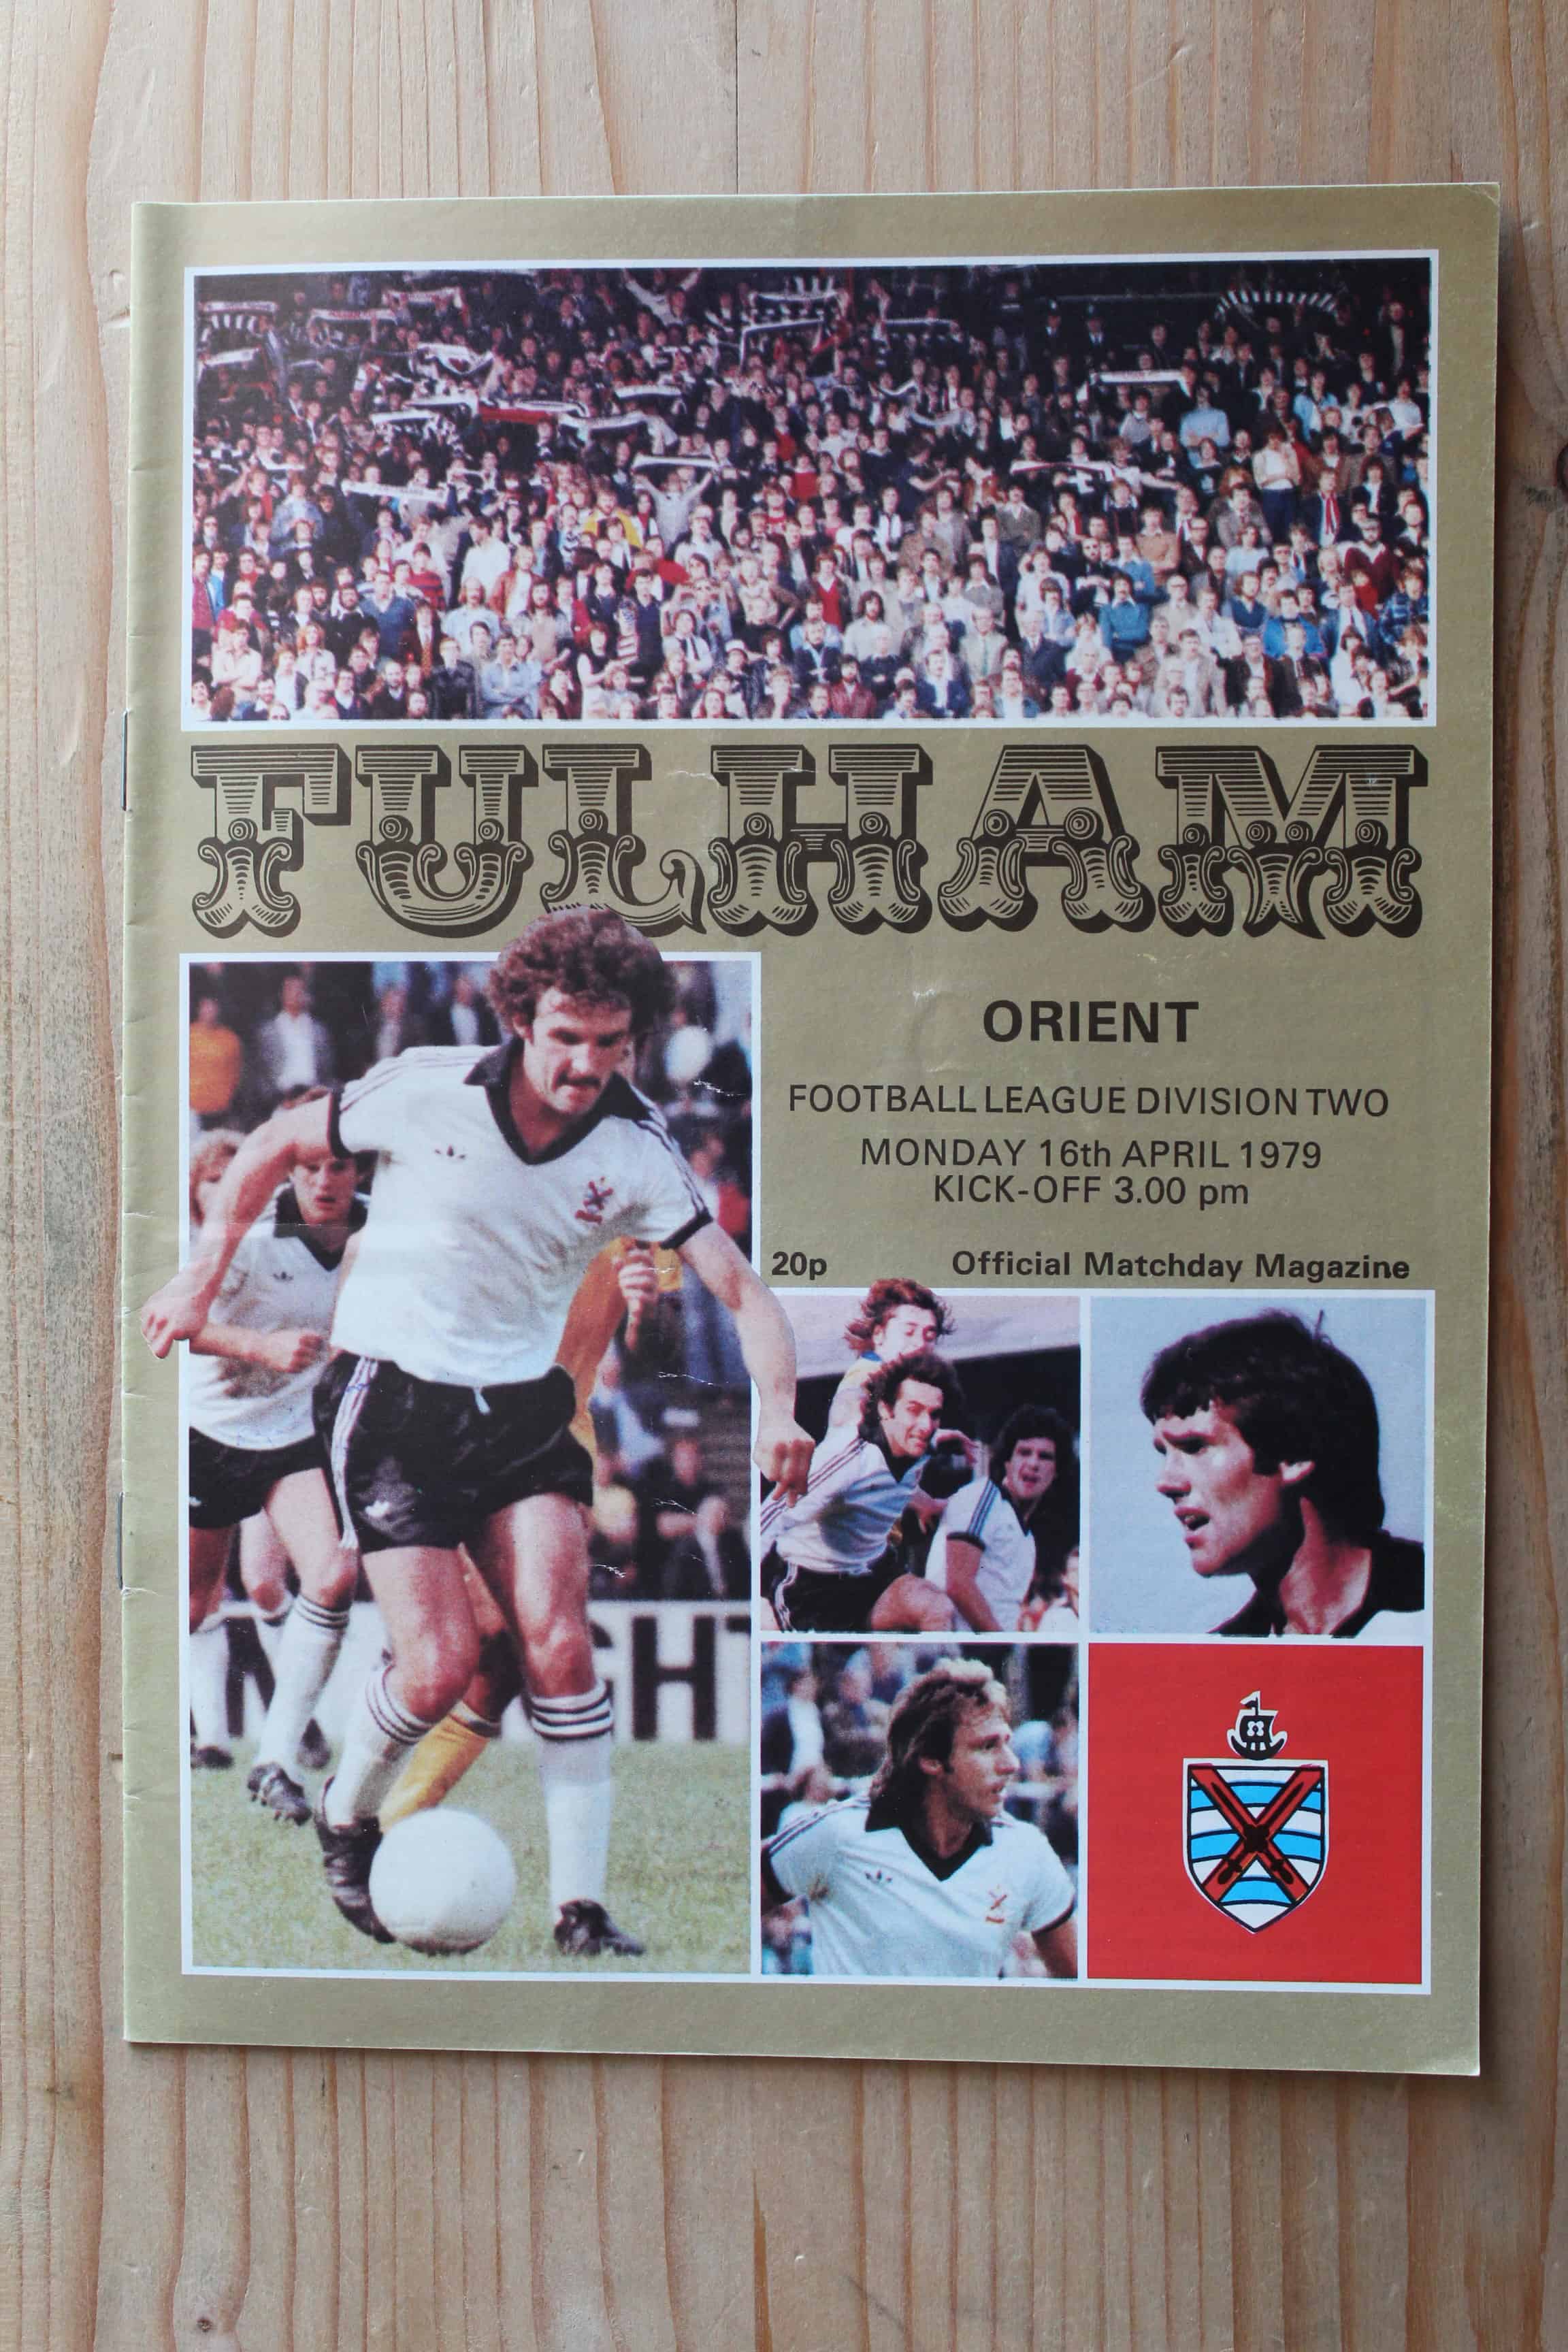 FULHAM
ORIENT
FOOTBALL LEAGUE DIVISION TWO
MONDAY 16th APRIL 1979
KICK-OFF 3.00 pm
20p Official Matchday Magazine